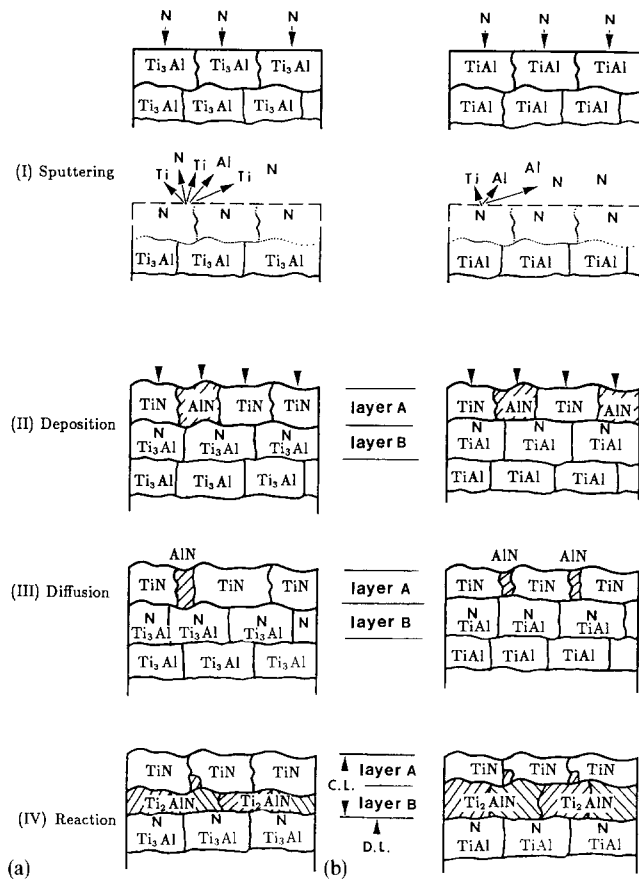 N N N N N N
Ti₃Al Ti₃Al Ti₃Al TiAl TiAl TiAl
Ti₃Al Ti₃Al Ti₃Al TiAl TiAl TiAl
(I) Sputtering
Ti N Ti Al Ti N Ti Al Al N N
N N N N N N
Ti₃Al Ti₃Al Ti₃Al TiAl TiAl TiAl
(II) Deposition
TiN AlN TiN TiN layer A TiN AlN TiN AlN
N N N layer B N N N
Ti₃Al Ti₃Al Ti₃Al TiAl TiAl TiAl
Ti₃Al Ti₃Al Ti₃Al TiAl TiAl TiAl
(III) Diffusion
AlN AlN AlN
TiN TiN TiN layer A TiN TiN TiN
N N N N layer B N N N
Ti₃Al Ti₃Al Ti₃Al TiAl TiAl TiAl
Ti₃Al Ti₃Al Ti₃Al TiAl TiAl TiAl
(IV) Reaction
TiN TiN TiN layer A TiN TiN TiN
C.L.
Ti₂AlN Ti₂AlN layer B Ti₂AlN Ti₂AlN
N N N N N N
Ti₃Al Ti₃Al Ti₃Al D.L. TiAl TiAl TiAl
(a) (b)